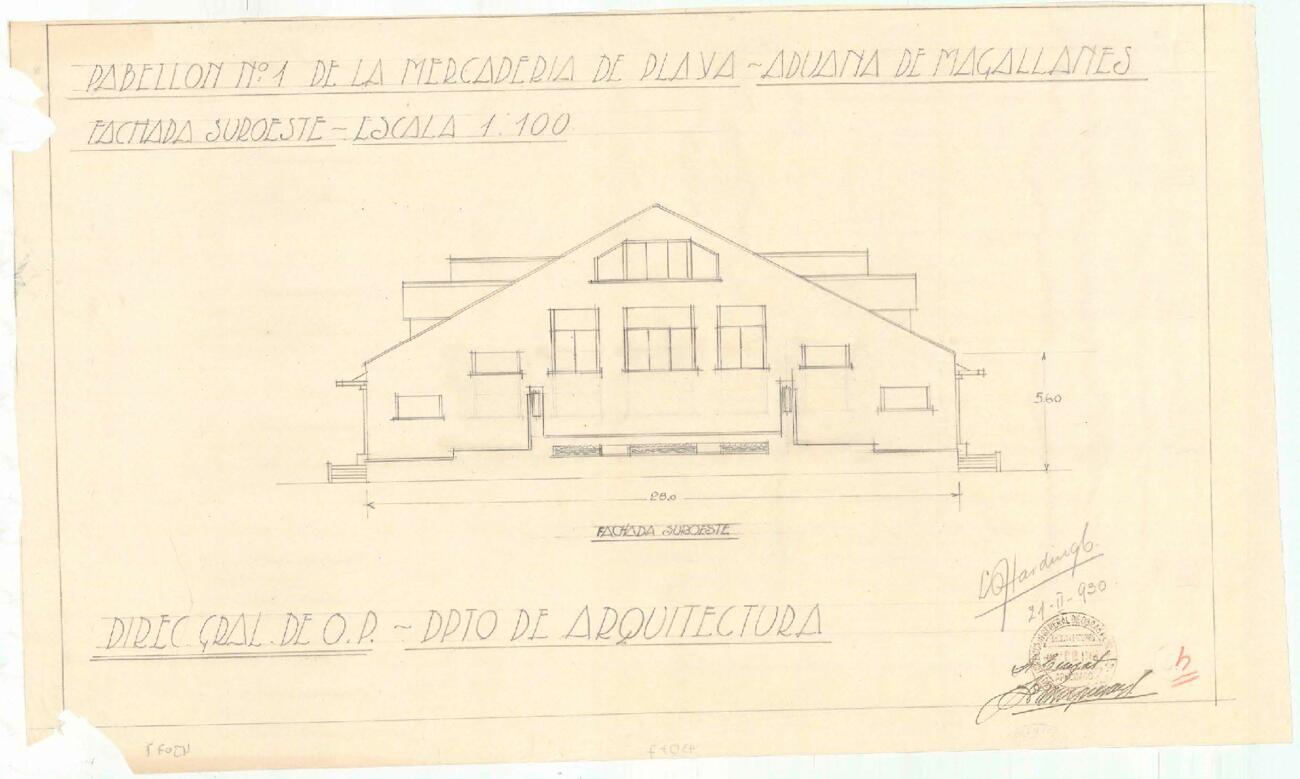 PABELLON Nº1 DE LA MERCADERIA DE PLAYA ~ ADUANA DE MAGALLANES
FACHADA SUROESTE ~ ESCALA 1:100
5.60
28.0
FACHADA SUROESTE
21-II-930
DIREC. GRAL. DE O.P. ~ DPTO DE ARQUITECTURA
4